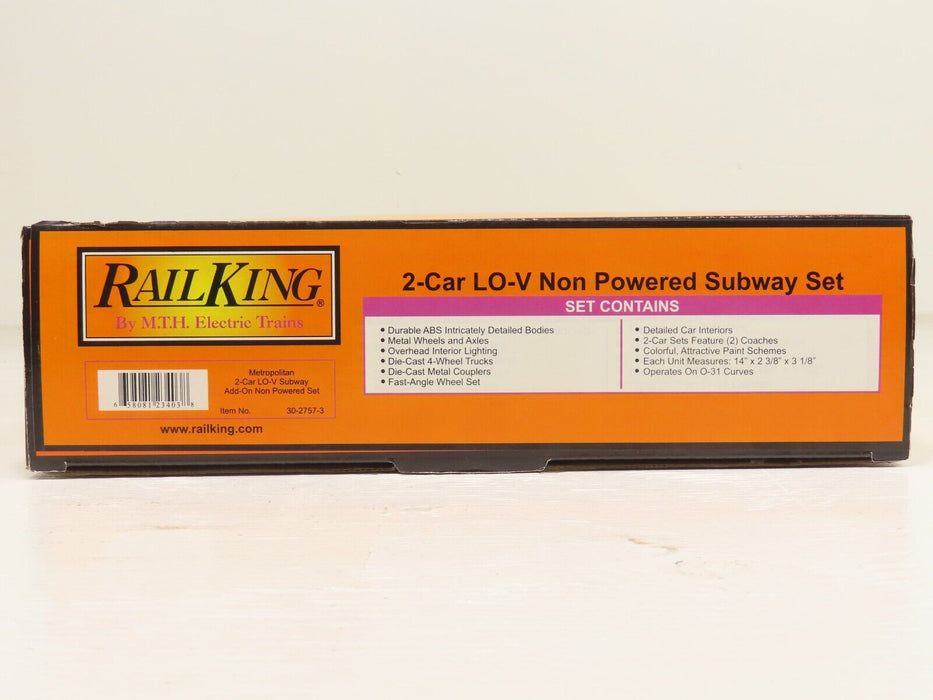 RAILKING®
By M.T.H. Electric Trains
Metropolitan
2-Car LO-V Subway
Add-On Non Powered Set
6 58081 23403 8
Item No. 30-2757-3
www.railking.com
2-Car LO-V Non Powered Subway Set
SET CONTAINS
• Durable ABS Intricately Detailed Bodies
• Metal Wheels and Axles
• Overhead Interior Lighting
• Die-Cast 4-Wheel Trucks
• Die-Cast Metal Couplers
• Fast-Angle Wheel Set
• Detailed Car Interiors
• 2-Car Sets Feature (2) Coaches
• Colorful, Attractive Paint Schemes
• Each Unit Measures: 14" x 2 3/8" x 3 1/8"
• Operates On O-31 Curves